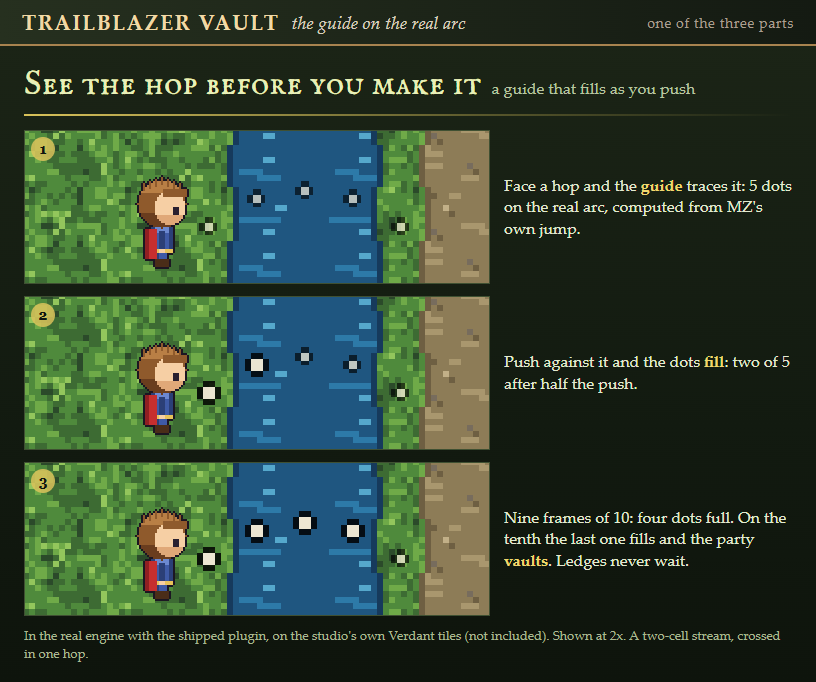 TRAILBLAZER VAULT the guide on the real arc one of the three parts
SEE THE HOP BEFORE YOU MAKE IT a guide that fills as you push
1
Face a hop and the guide traces it: 5 dots
on the real arc, computed from MZ's
own jump.
2
Push against it and the dots fill: two of 5
after half the push.
3
Nine frames of 10: four dots full. On the
tenth the last one fills and the party
vaults. Ledges never wait.
In the real engine with the shipped plugin, on the studio's own Verdant tiles (not included). Shown at 2x. A two-cell stream, crossed
in one hop.